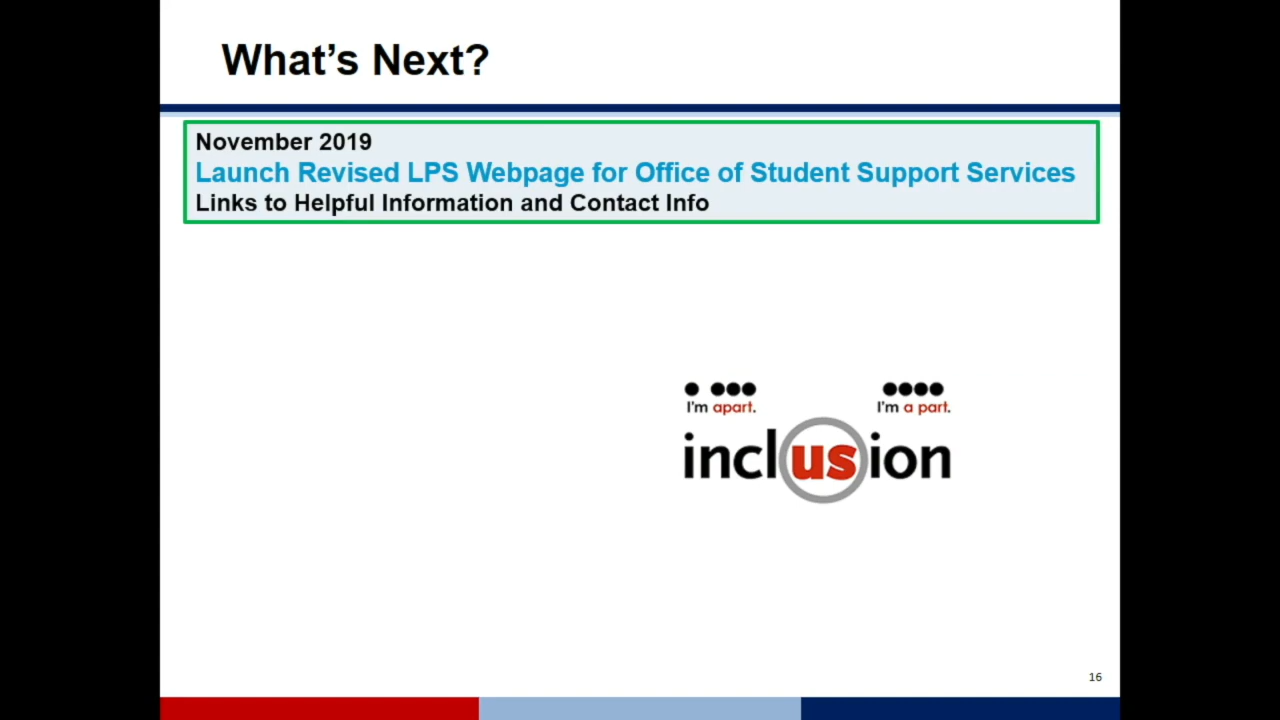 What's Next?
November 2019
Launch Revised LPS Webpage for Office of Student Support Services
Links to Helpful Information and Contact Info
I'm apart.
I'm a part.
inclusion
16